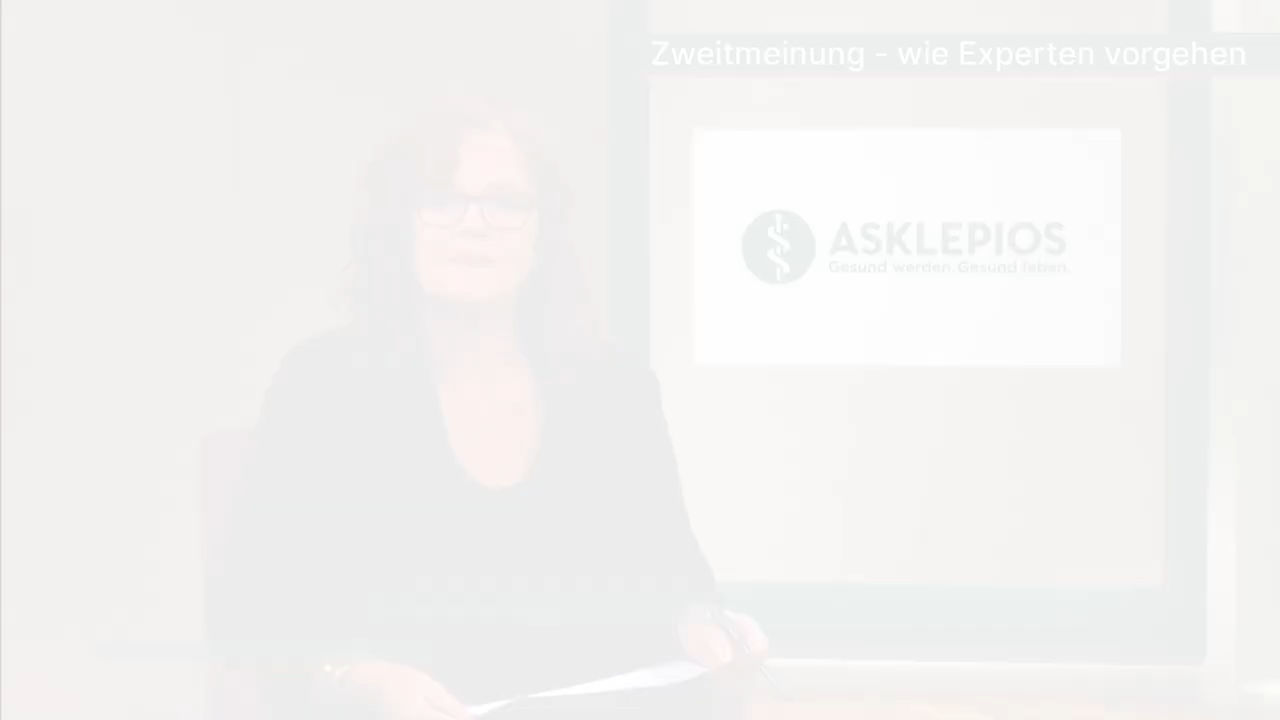 Zweitmeinung - wie Experten vorgehen
ASKLEPIOS
Gesund werden. Gesund leben.